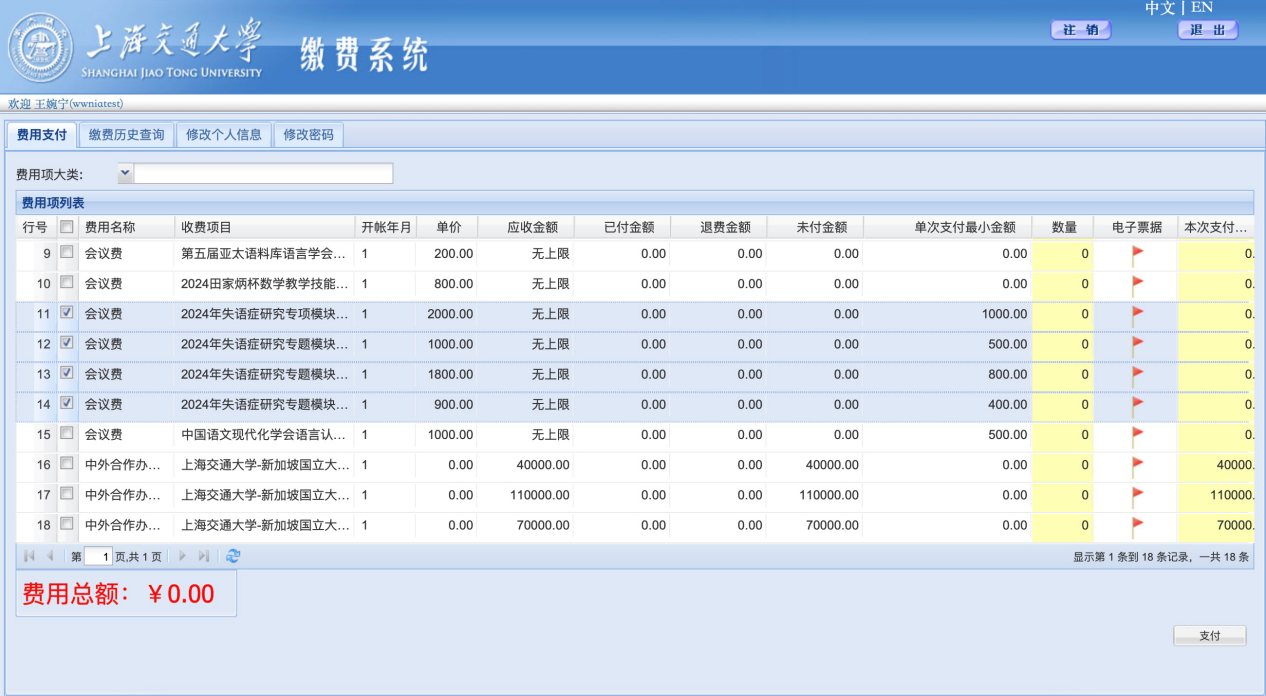 中文 | EN
注 销 退 出
上海交通大学
SHANGHAI JIAO TONG UNIVERSITY
缴费系统
欢迎 王婉宁(wwniatest)
费用支付 缴费历史查询 修改个人信息 修改密码
费用项大类:
费用项列表
行号 费用名称 收费项目 开帐年月 单价 应收金额 已付金额 退费金额 未付金额 单次支付最小金额 数量 电子票据 本次支付...
9 会议费 第五届亚太语料库语言学会... 1 200.00 无上限 0.00 0.00 0.00 0.00 0 0.
10 会议费 2024田家炳杯数学教学技能... 1 800.00 无上限 0.00 0.00 0.00 0.00 0 0.
11 会议费 2024年失语症研究专项模块... 1 2000.00 无上限 0.00 0.00 0.00 1000.00 0 0.
12 会议费 2024年失语症研究专题模块... 1 1000.00 无上限 0.00 0.00 0.00 500.00 0 0.
13 会议费 2024年失语症研究专题模块... 1 1800.00 无上限 0.00 0.00 0.00 800.00 0 0.
14 会议费 2024年失语症研究专题模块... 1 900.00 无上限 0.00 0.00 0.00 400.00 0 0.
15 会议费 中国语文现代化学会语言认... 1 1000.00 无上限 0.00 0.00 0.00 500.00 0 0.
16 中外合作办... 上海交通大学-新加坡国立大... 1 0.00 40000.00 0.00 0.00 40000.00 0.00 0 40000.
17 中外合作办... 上海交通大学-新加坡国立大... 1 0.00 110000.00 0.00 0.00 110000.00 0.00 0 110000.
18 中外合作办... 上海交通大学-新加坡国立大... 1 0.00 70000.00 0.00 0.00 70000.00 0.00 0 70000.
第 1 页,共 1 页 显示第 1 条到 18 条记录，一共 18 条
费用总额: ￥0.00
支付